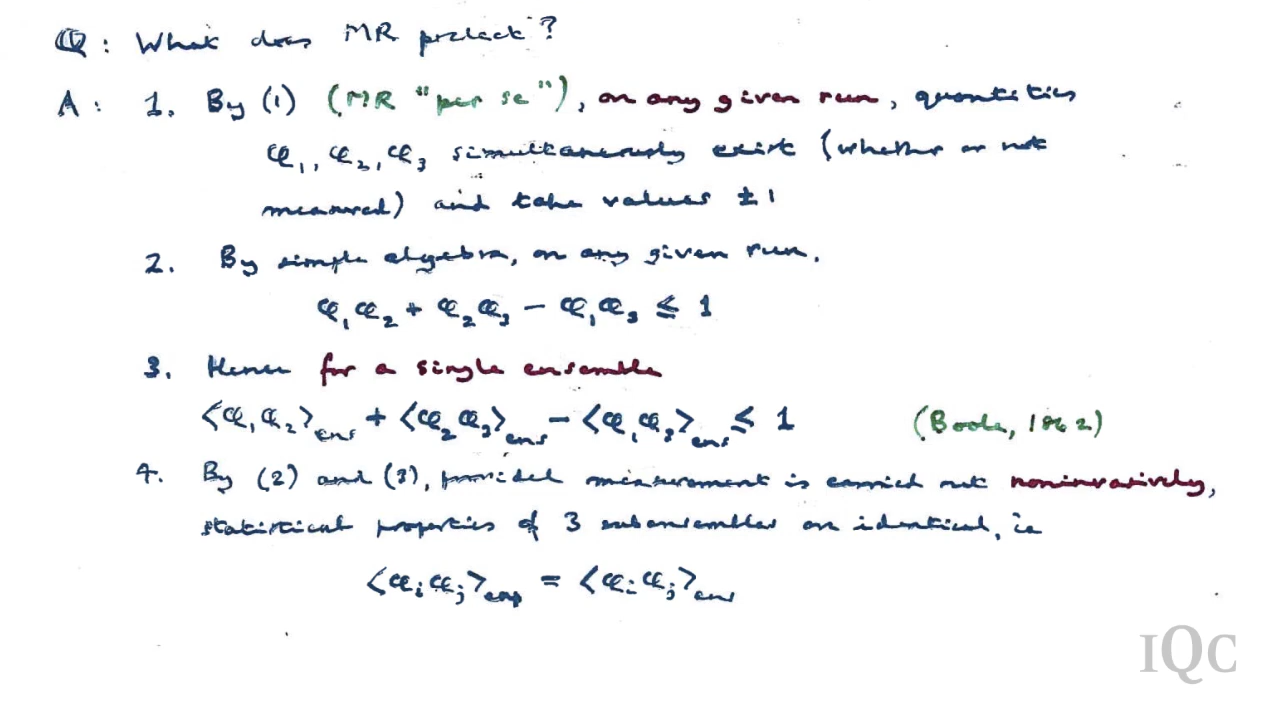 Q: What does MR predict?
A: 1. By (1) (MR "per se"), on any given run, quantities
Q₁, Q₂, Q₃ simultaneously exist (whether or not
measured) and take values ±1
2. By simple algebra, on any given run,
Q₁Q₂ + Q₂Q₃ − Q₁Q₃ ≤ 1
3. Hence for a single ensemble
⟨Q₁Q₂⟩ens + ⟨Q₂Q₃⟩ens − ⟨Q₁Q₃⟩ens ≤ 1 (Boole, 1862)
4. By (2) and (3), provided measurement is carried out noninvasively,
statistical properties of 3 subensembles are identical, ie
⟨QᵢQⱼ⟩exp = ⟨QᵢQⱼ⟩ens
IQC